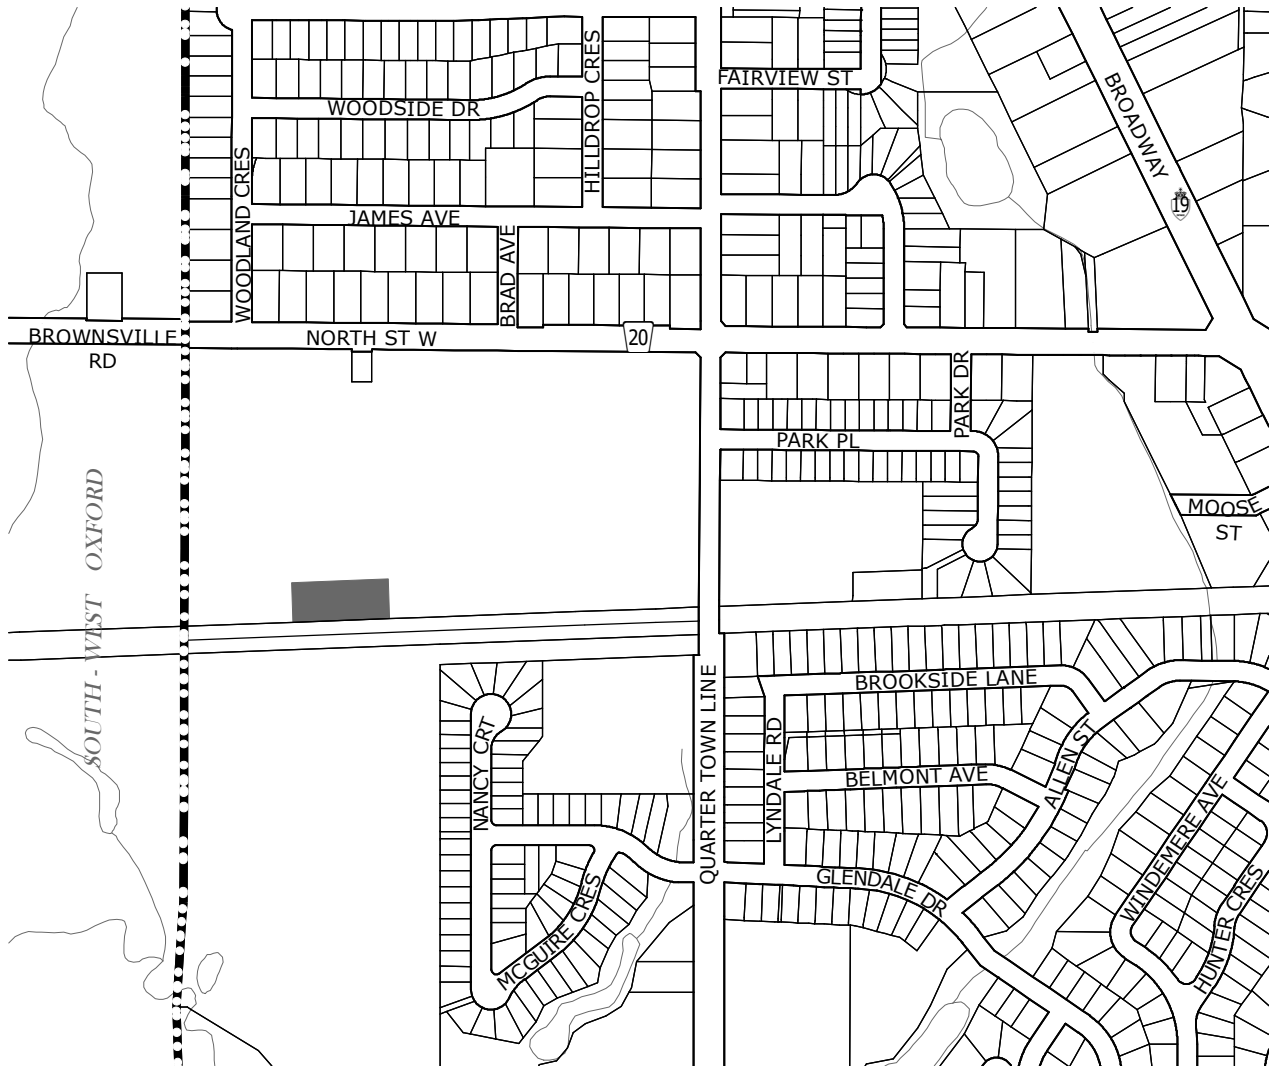 FAIRVIEW ST
WOODSIDE DR
HILLDROP CRES
BROADWAY
19
WOODLAND CRES
JAMES AVE
BRAD AVE
BROWNSVILLE
RD
NORTH ST W
20
PARK DR
PARK PL
MOOSE
ST
SOUTH - WEST OXFORD
QUARTER TOWN LINE
BROOKSIDE LANE
NANCY CRT
LYNDALE RD
ALLEN ST
BELMONT AVE
WINDEMERE AVE
GLENDALE DR
HUNTER CRES
MCGUIRE CRES